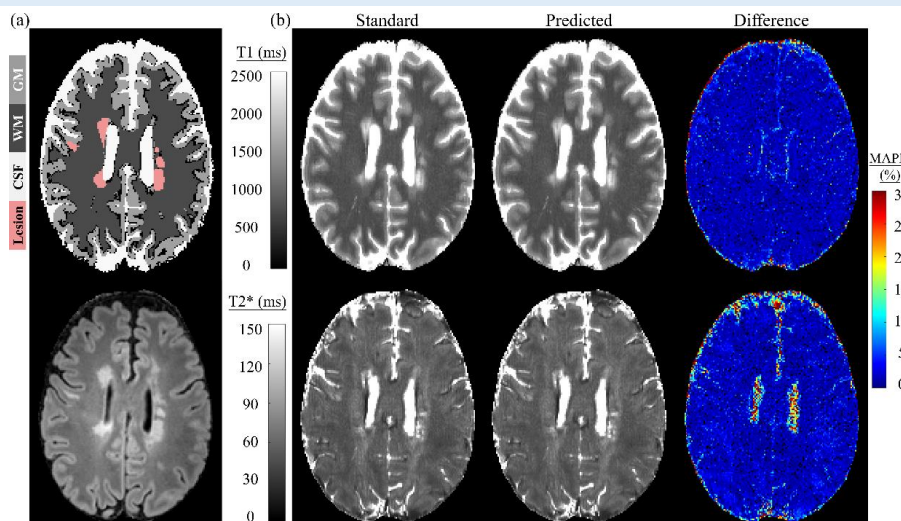 (a)
(b)
Standard
Predicted
Difference
GM
WM
CSF
Lesion
T1 (ms)
2500
2000
1500
1000
500
0
T2* (ms)
150
120
90
60
30
0
(%)
0